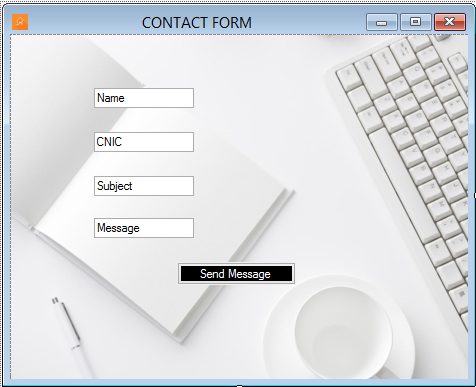 CONTACT FORM
Name
CNIC
Subject
Message
Send Message